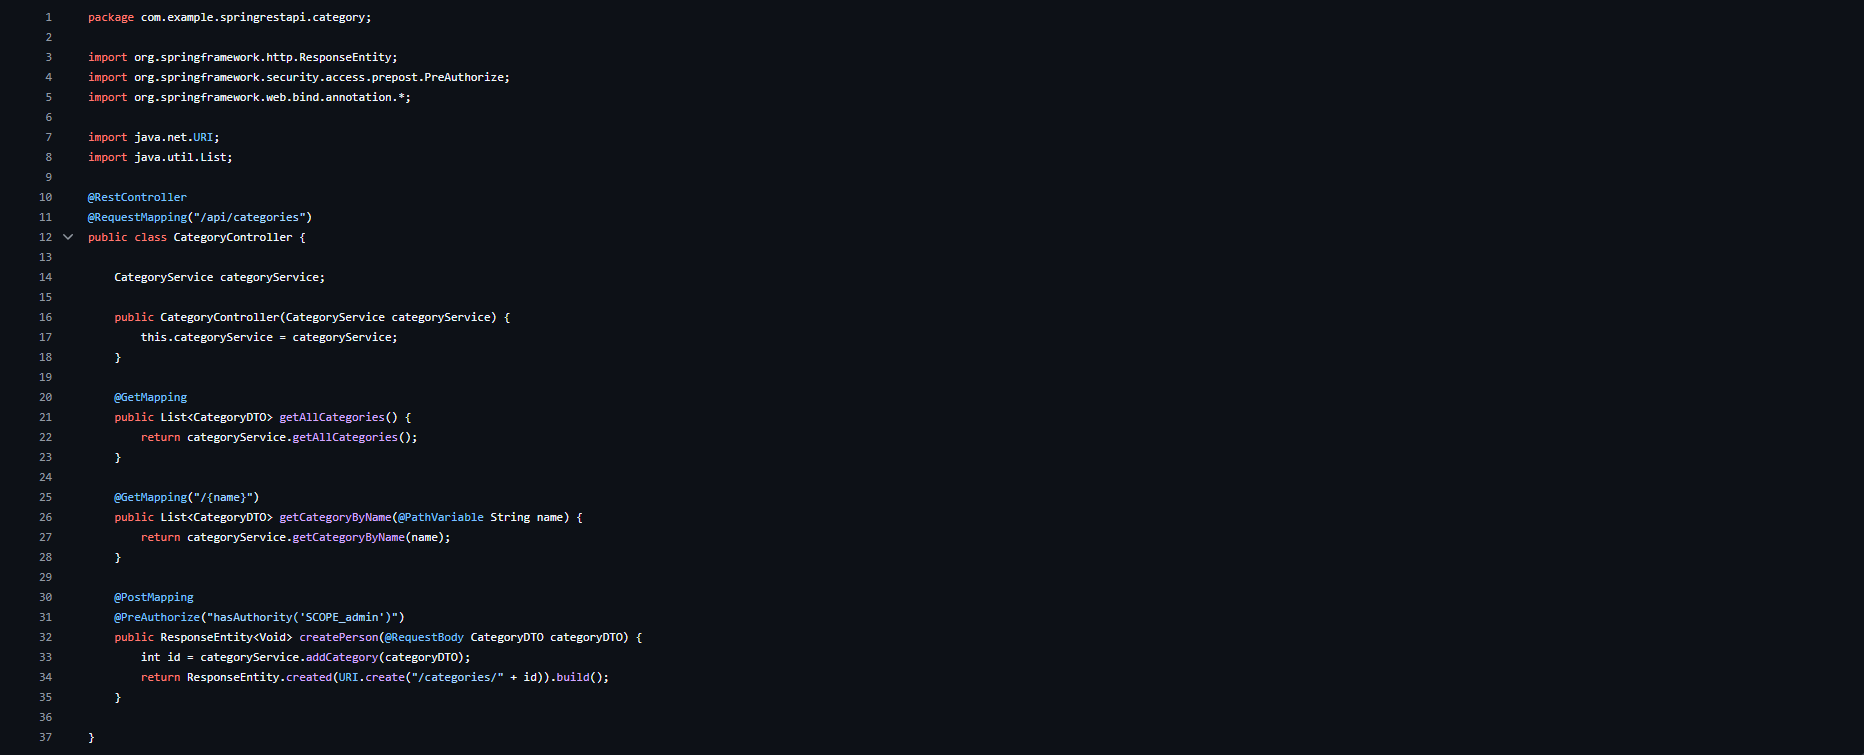 1 package com.example.springrestapi.category;
2
3 import org.springframework.http.ResponseEntity;
4 import org.springframework.security.access.prepost.PreAuthorize;
5 import org.springframework.web.bind.annotation.*;
6
7 import java.net.URI;
8 import java.util.List;
9
10 @RestController
11 @RequestMapping("/api/categories")
12 public class CategoryController {
13
14     CategoryService categoryService;
15
16     public CategoryController(CategoryService categoryService) {
17         this.categoryService = categoryService;
18     }
19
20     @GetMapping
21     public List<CategoryDTO> getAllCategories() {
22         return categoryService.getAllCategories();
23     }
24
25     @GetMapping("/{name}")
26     public List<CategoryDTO> getCategoryByName(@PathVariable String name) {
27         return categoryService.getCategoryByName(name);
28     }
29
30     @PostMapping
31     @PreAuthorize("hasAuthority('SCOPE_admin')")
32     public ResponseEntity<Void> createPerson(@RequestBody CategoryDTO categoryDTO) {
33         int id = categoryService.addCategory(categoryDTO);
34         return ResponseEntity.created(URI.create("/categories/" + id)).build();
35     }
36
37 }